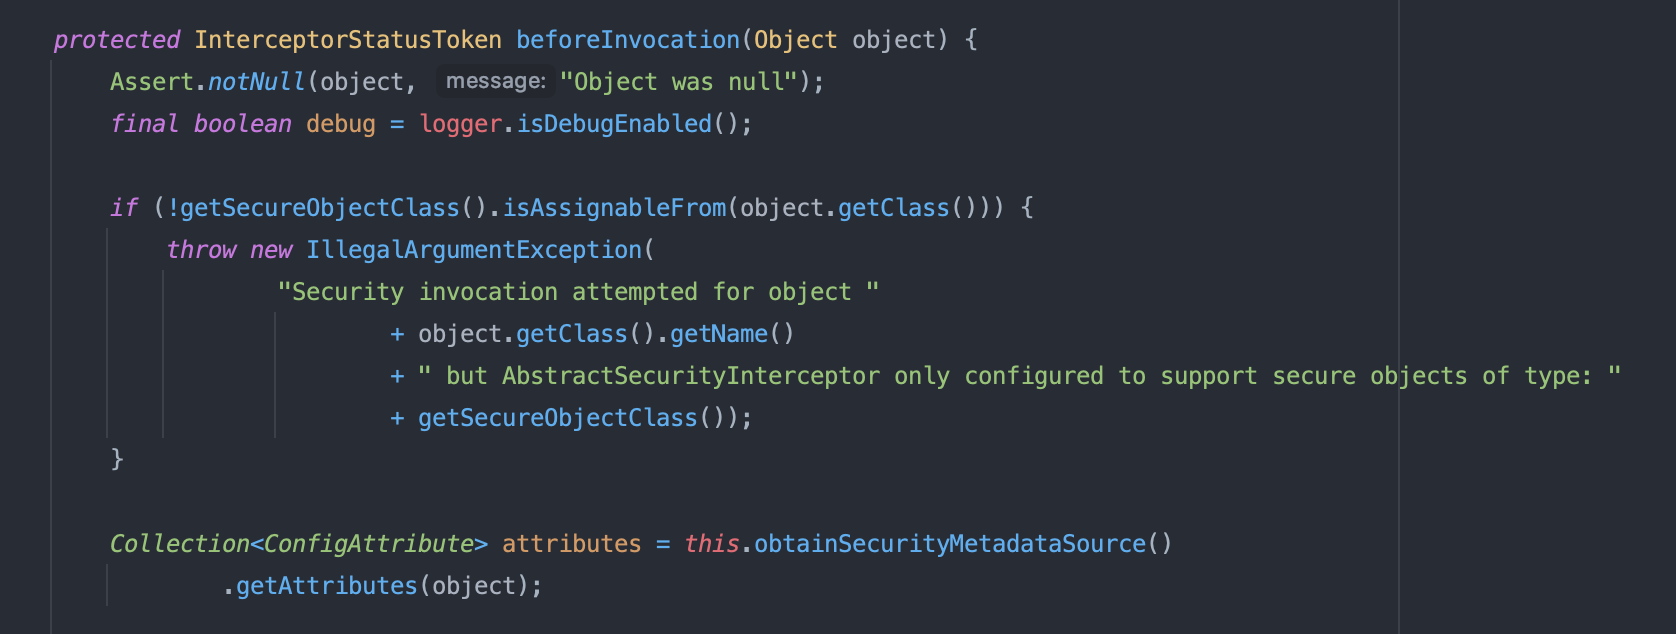 protected InterceptorStatusToken beforeInvocation(Object object) {
Assert.notNull(object, message: "Object was null");
final boolean debug = logger.isDebugEnabled();
if (!getSecureObjectClass().isAssignableFrom(object.getClass())) {
throw new IllegalArgumentException(
"Security invocation attempted for object "
+ object.getClass().getName()
+ " but AbstractSecurityInterceptor only configured to support secure objects of type: "
+ getSecureObjectClass());
}
Collection<ConfigAttribute> attributes = this.obtainSecurityMetadataSource()
.getAttributes(object);